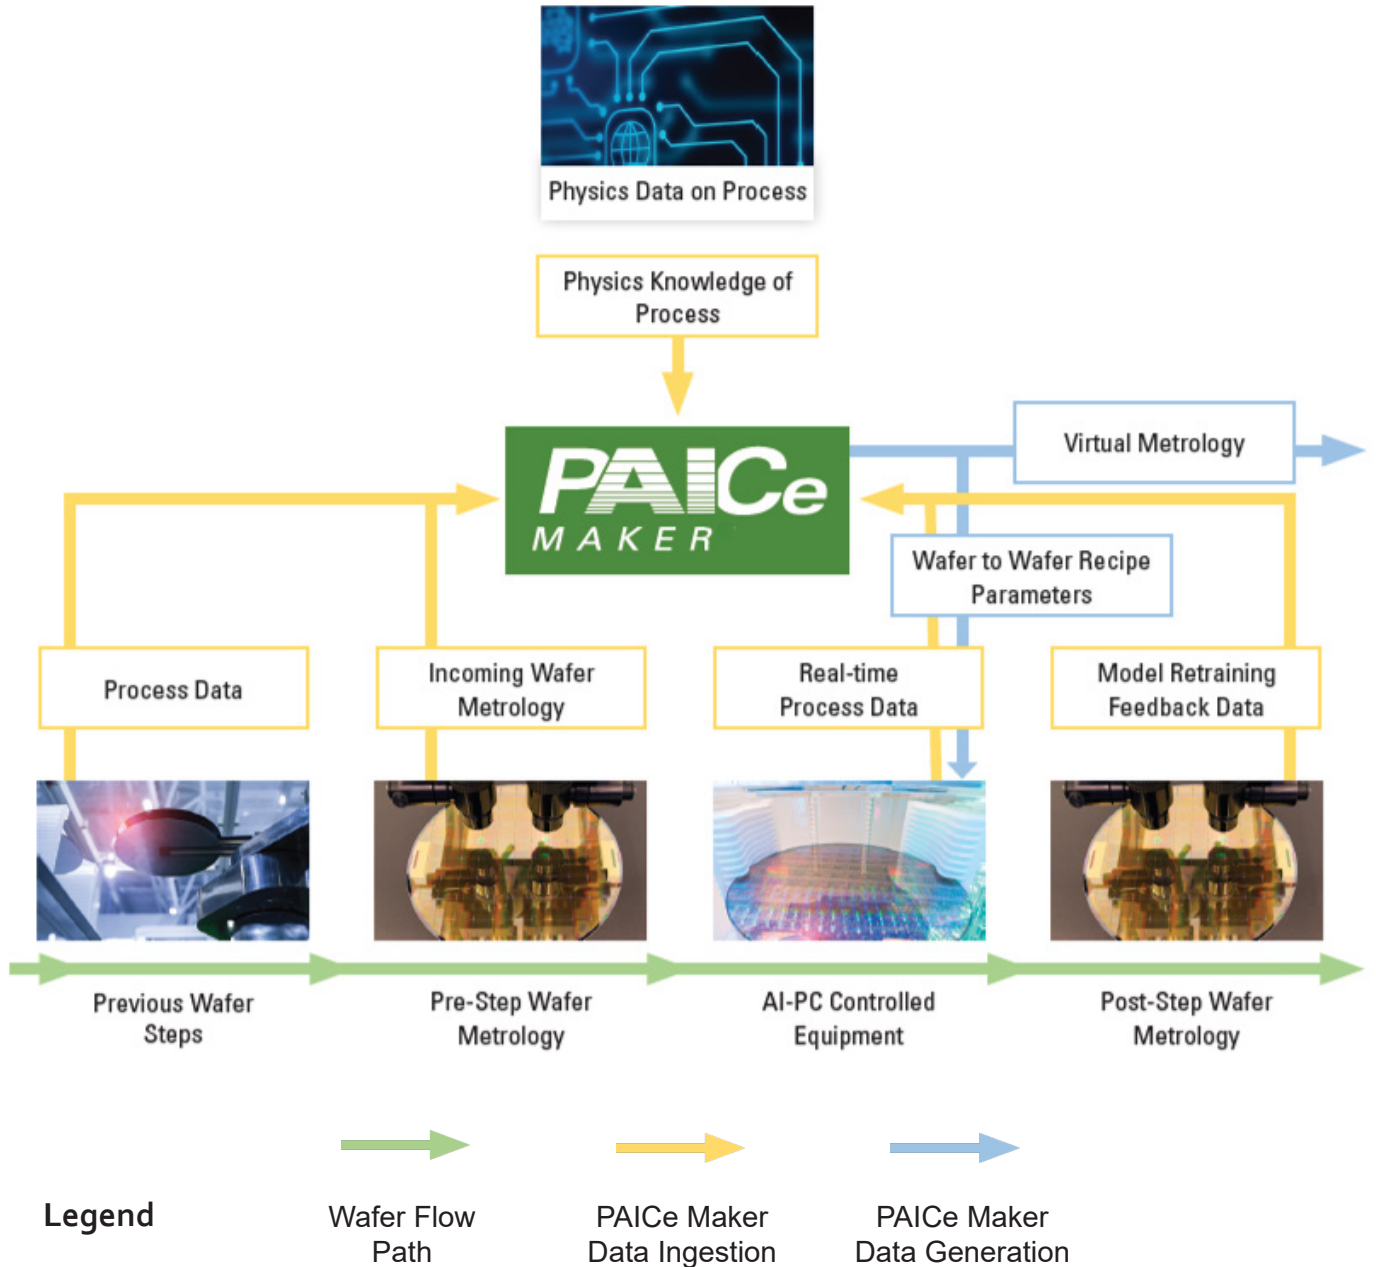 Physics Data on Process
Physics Knowledge of
Process
PAICe
MAKER
Virtual Metrology
Wafer to Wafer Recipe
Parameters
Process Data
Incoming Wafer
Metrology
Real-time
Process Data
Model Retraining
Feedback Data
Previous Wafer
Steps
Pre-Step Wafer
Metrology
AI-PC Controlled
Equipment
Post-Step Wafer
Metrology
Legend
Wafer Flow
Path
PAICe Maker
Data Ingestion
PAICe Maker
Data Generation